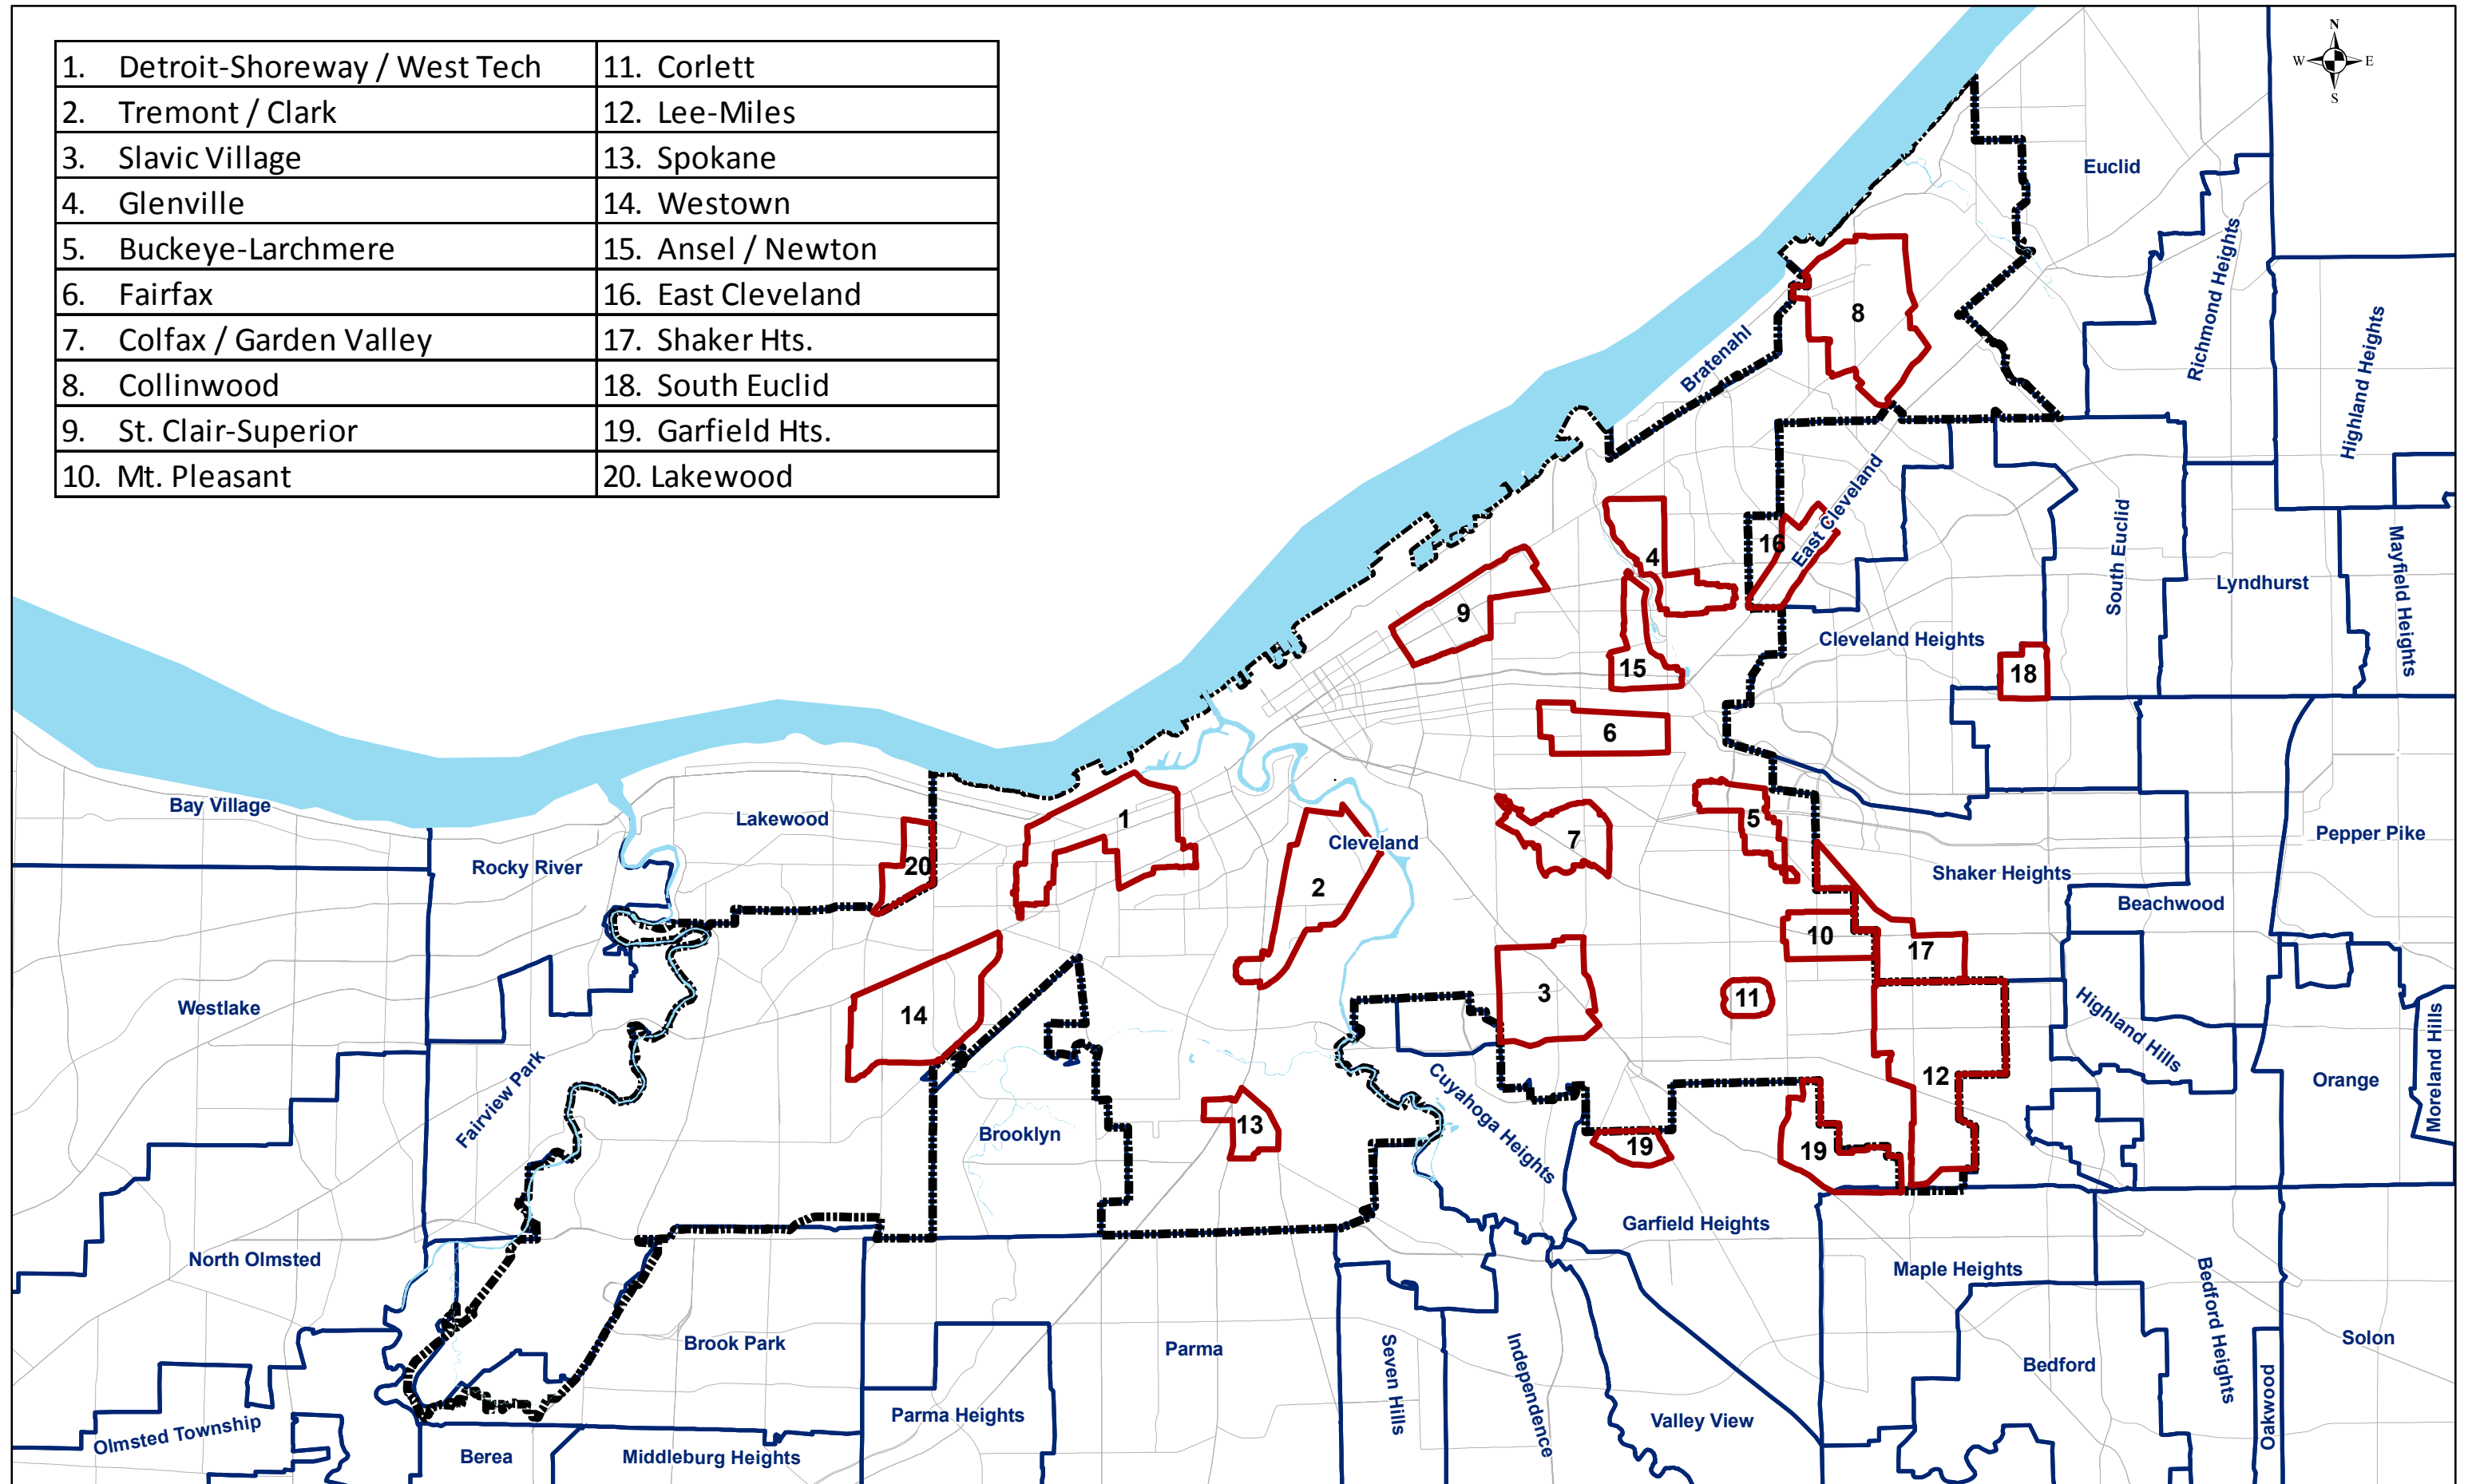 1. Detroit-Shoreway / West Tech
11. Corlett
2. Tremont / Clark
12. Lee-Miles
3. Slavic Village
13. Spokane
4. Glenville
14. Westown
5. Buckeye-Larchmere
15. Ansel / Newton
6. Fairfax
16. East Cleveland
7. Colfax / Garden Valley
17. Shaker Hts.
8. Collinwood
18. South Euclid
9. St. Clair-Superior
19. Garfield Hts.
10. Mt. Pleasant
20. Lakewood
N
W
E
S
Euclid
Richmond Heights
Highland Heights
8
Bratenahl
East Cleveland
16
4
South Euclid
Lyndhurst
Mayfield Heights
9
Cleveland Heights
15
18
6
Bay Village
Lakewood
1
Cleveland
7
5
Pepper Pike
Rocky River
20
2
Shaker Heights
Beachwood
10
17
Westlake
14
3
11
Highland Hills
Moreland Hills
Fairview Park
12
Orange
Cuyahoga Heights
Brooklyn
13
19
19
Garfield Heights
North Olmsted
Maple Heights
Bedford Heights
Brook Park
Parma
Seven Hills
Independence
Solon
Bedford
Oakwood
Olmsted Township
Parma Heights
Valley View
Berea
Middleburg Heights